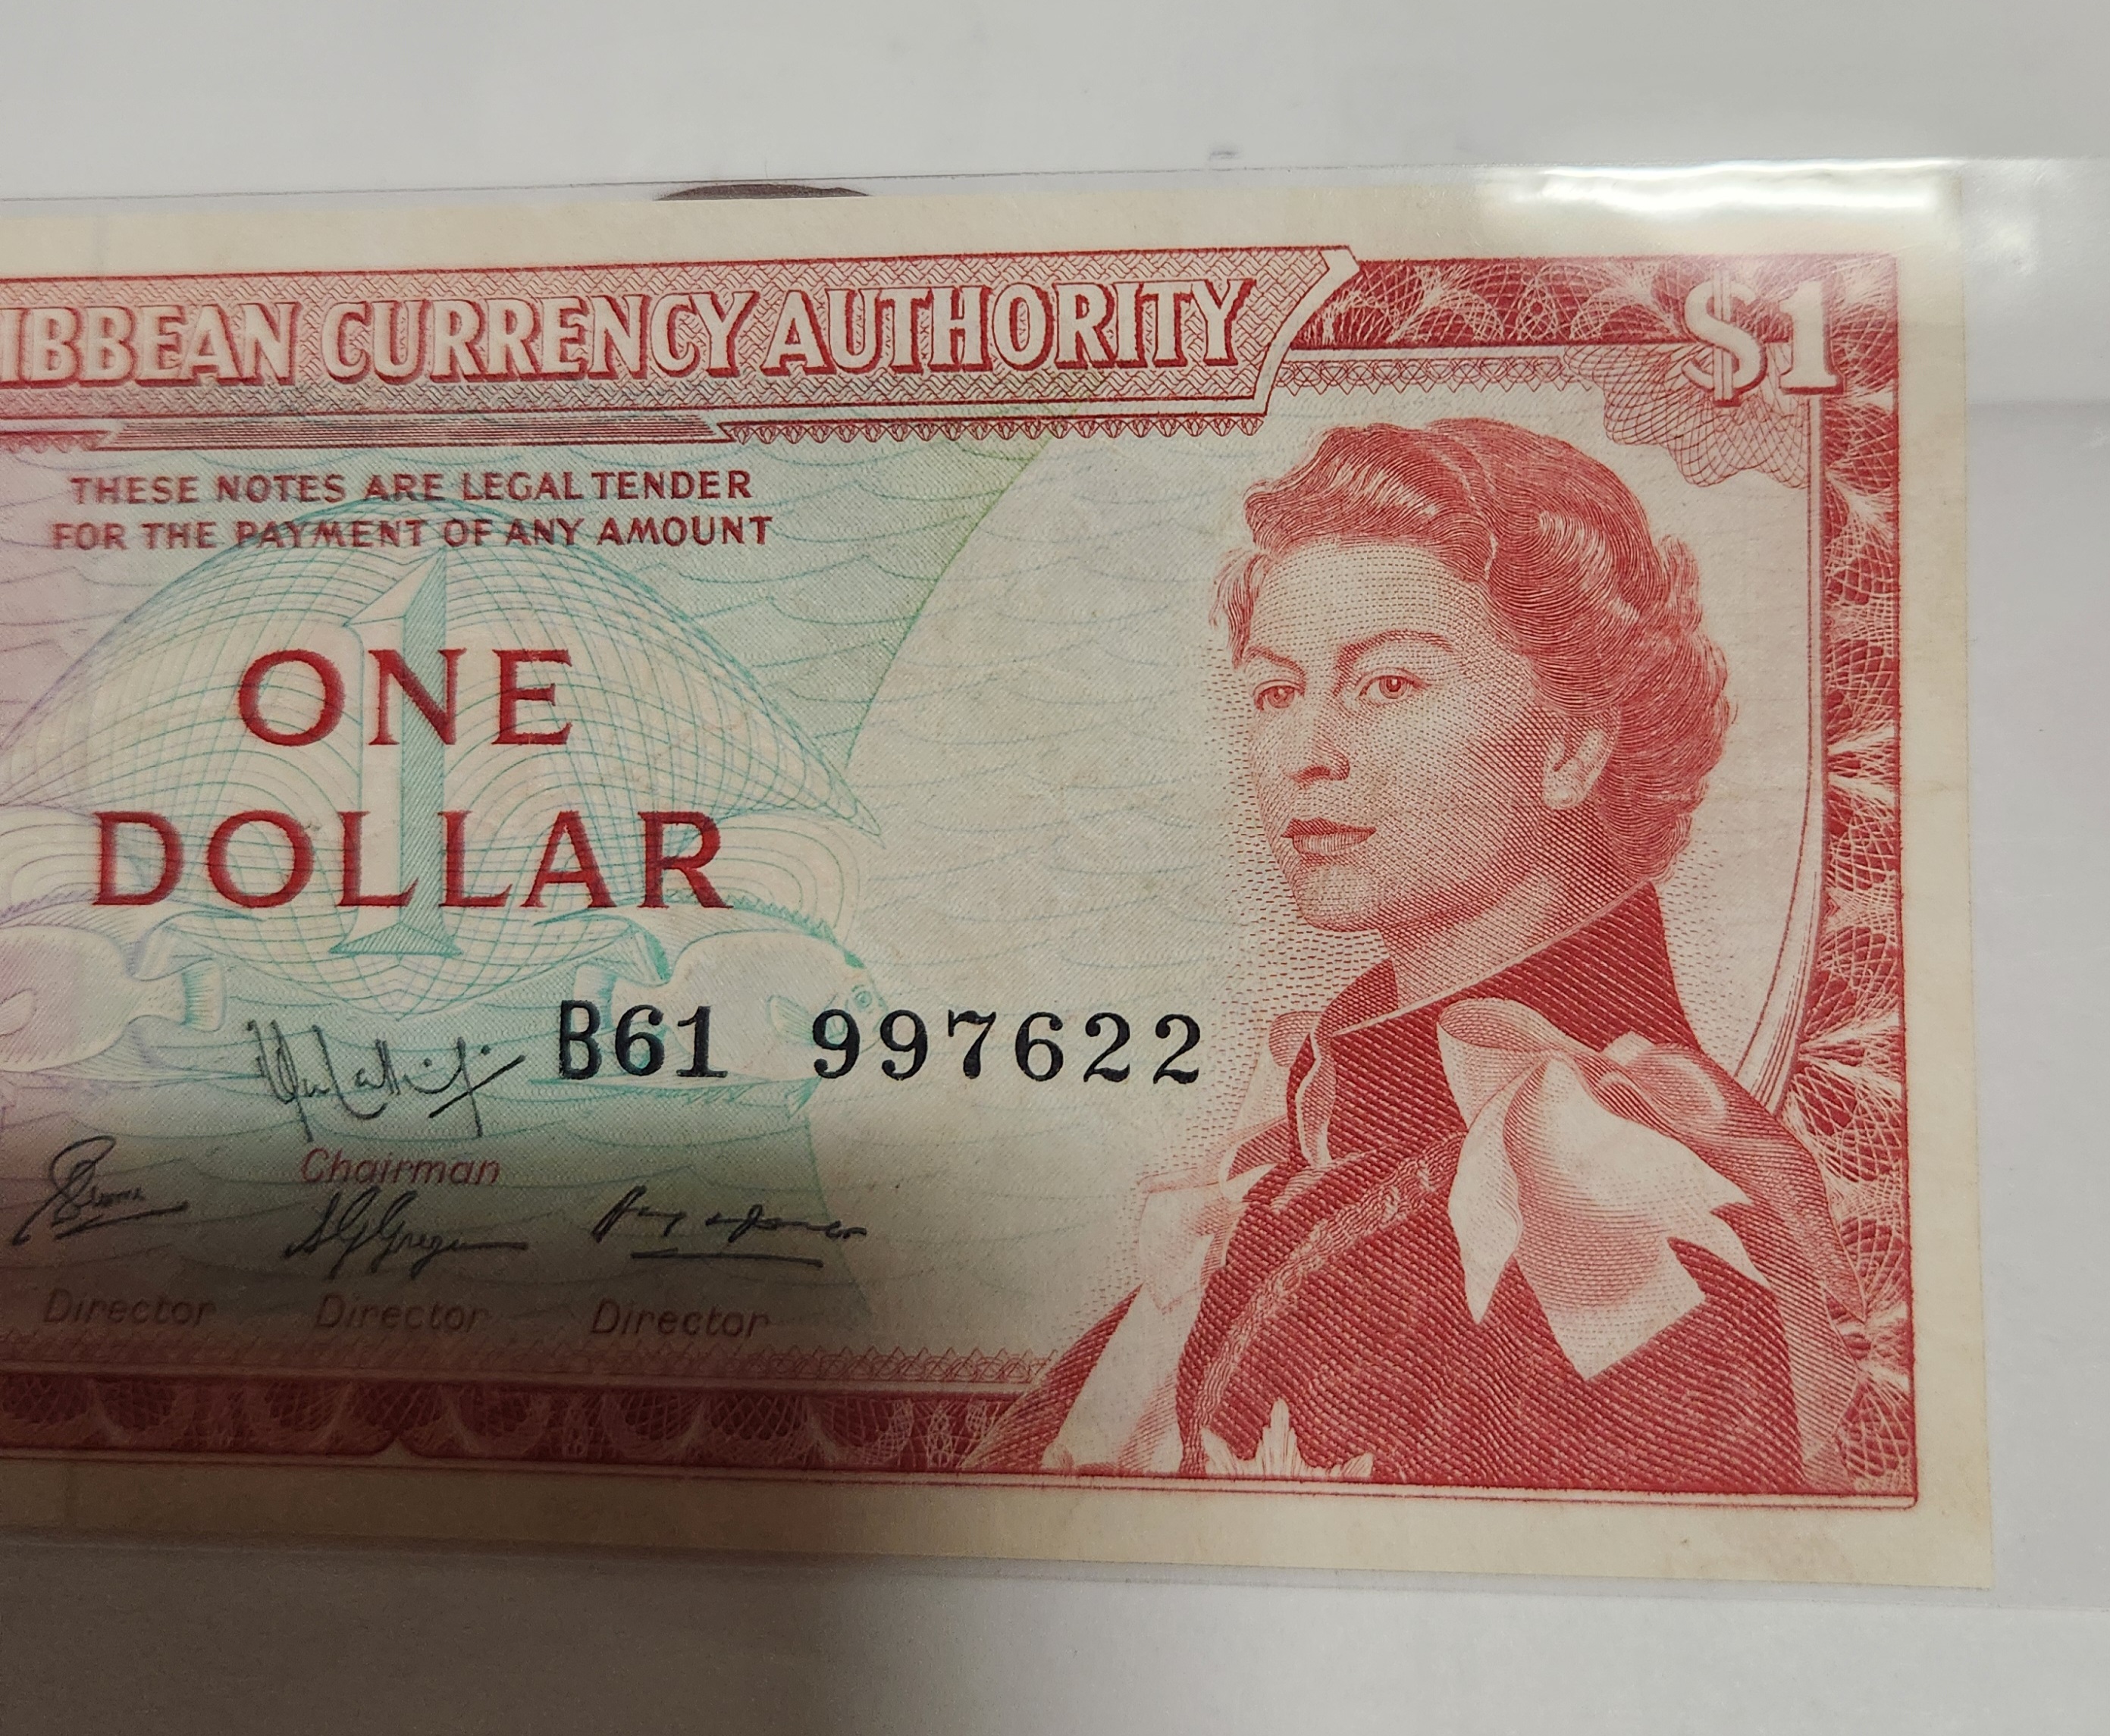 IBBEAN CURRENCY AUTHORITY
$1
THESE NOTES ARE LEGAL TENDER
FOR THE PAYMENT OF ANY AMOUNT
1
ONE
DOLLAR
B61 997622
Chairman
Director Director Director